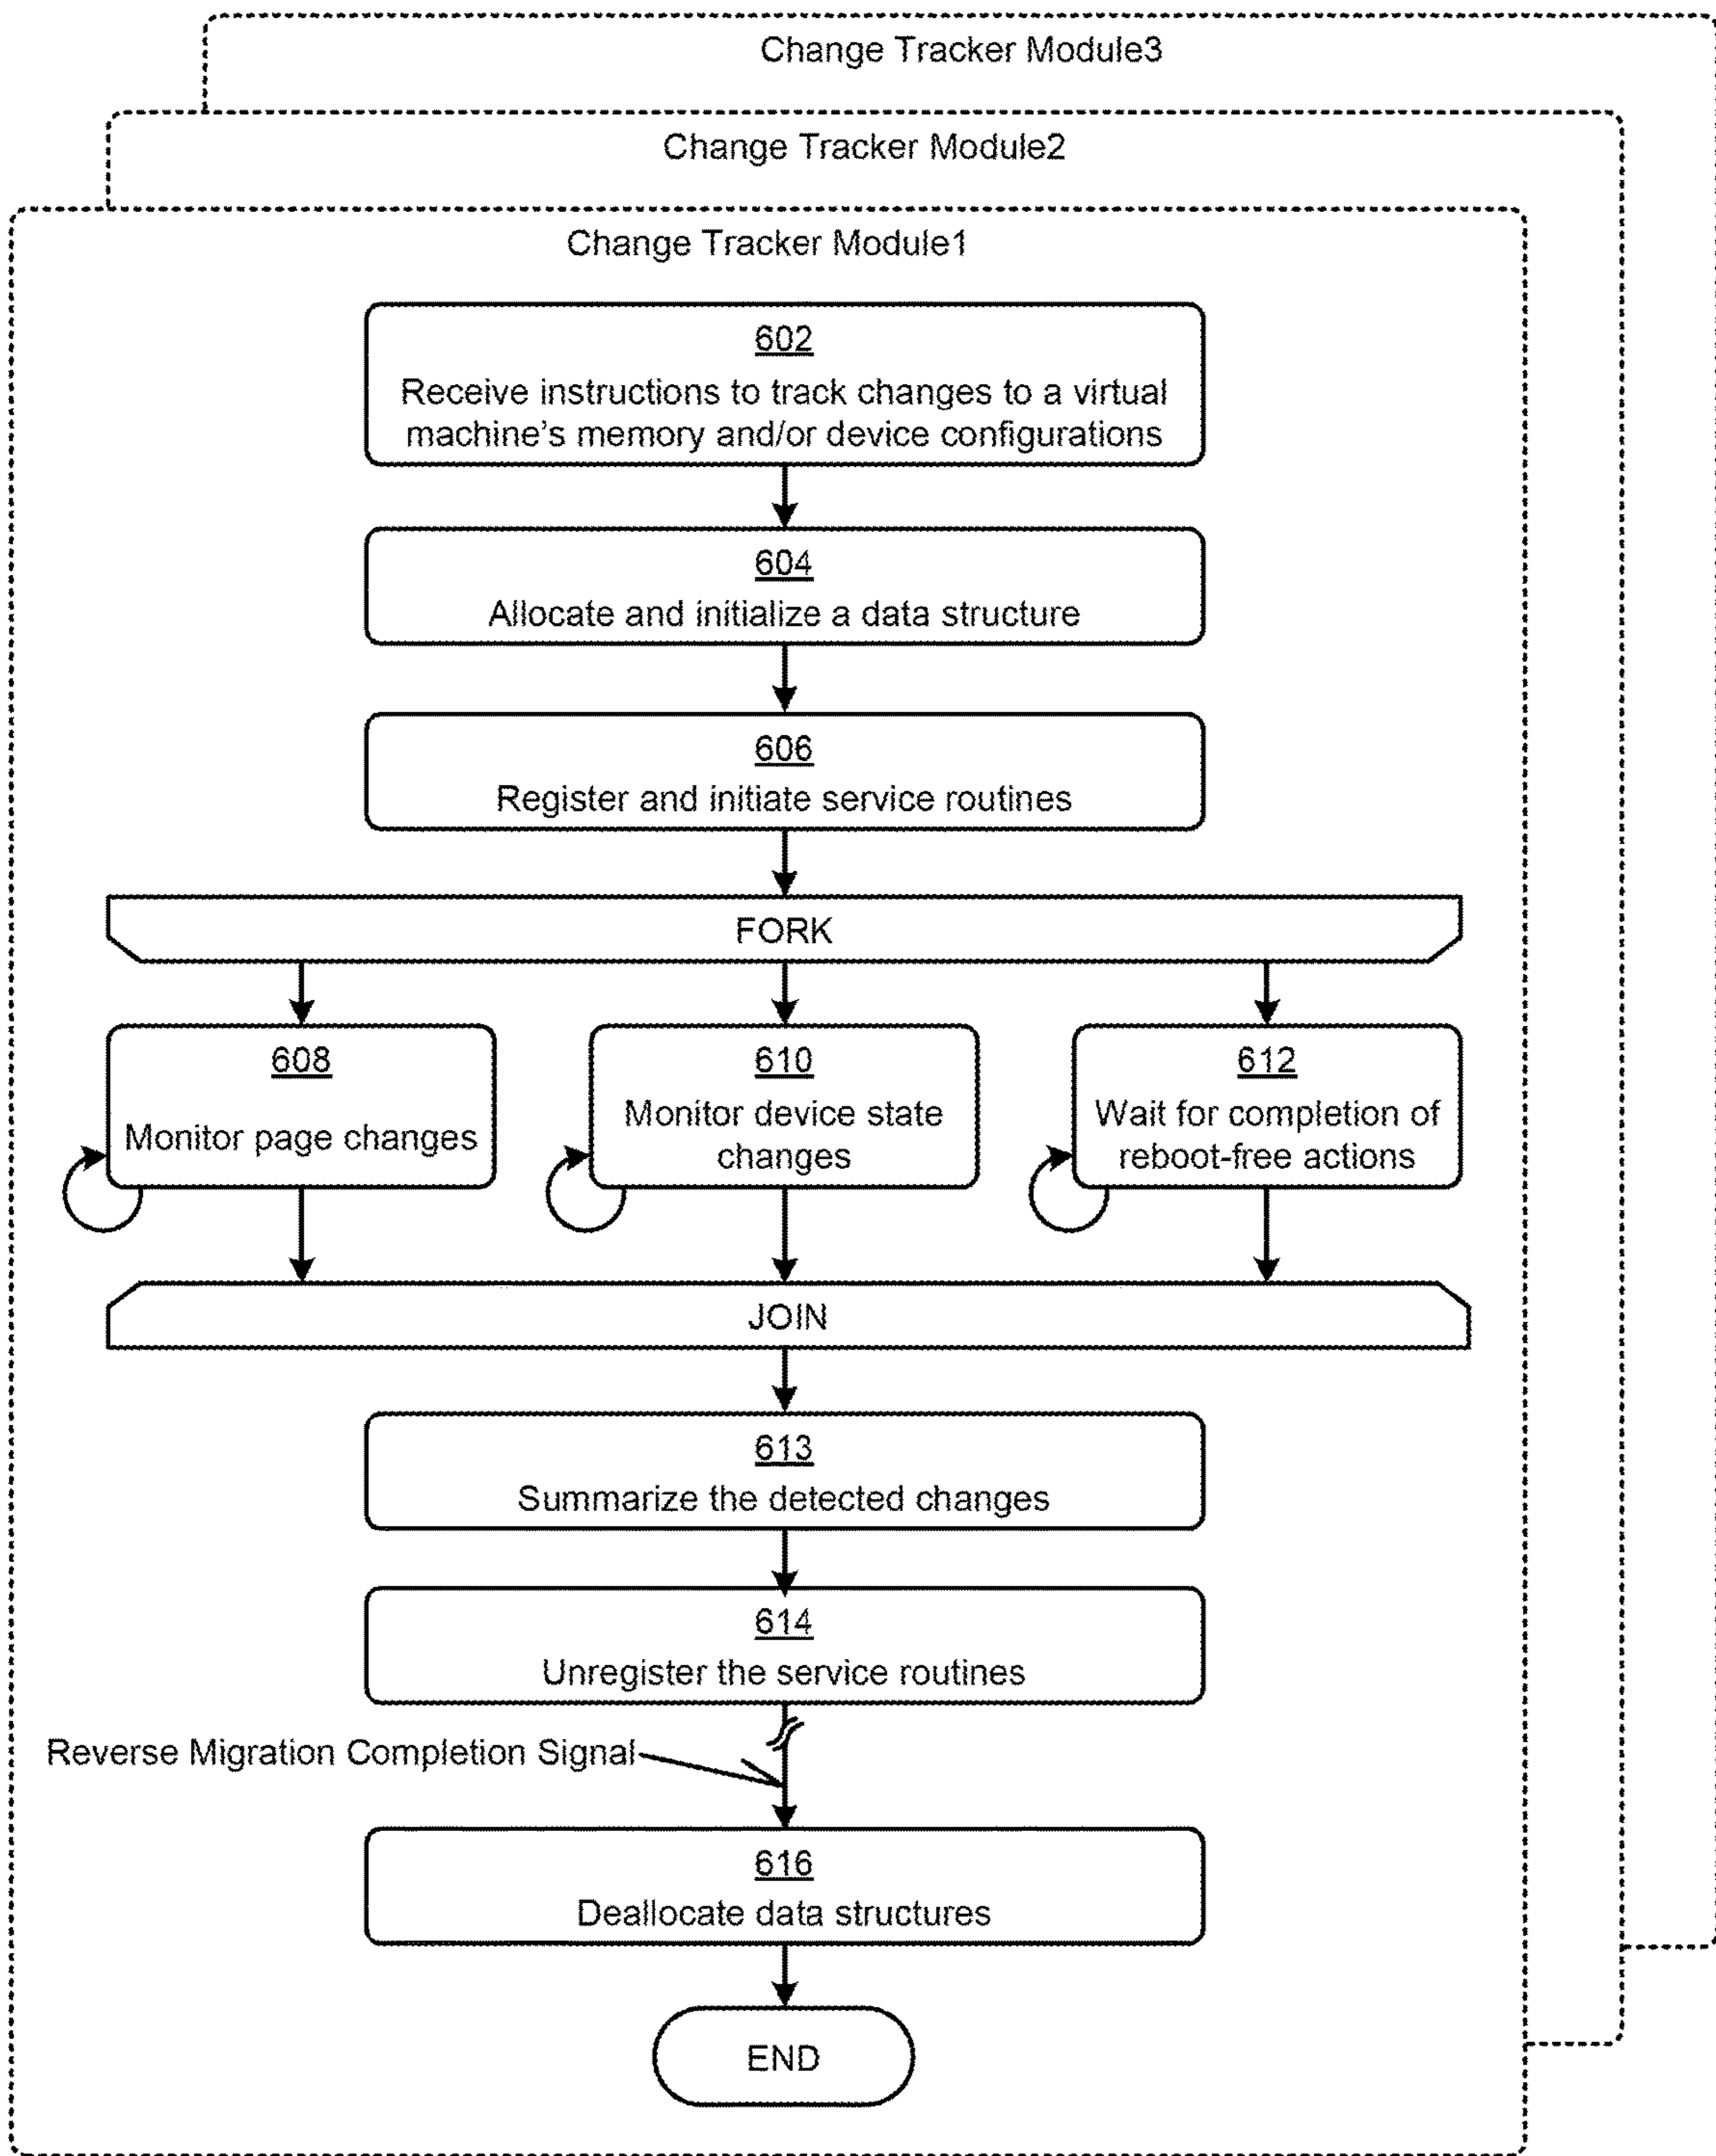 Change Tracker Module3
Change Tracker Module2
Change Tracker Module1
602
Receive instructions to track changes to a virtual
machine's memory and/or device configurations
604
Allocate and initialize a data structure
606
Register and initiate service routines
FORK
608
Monitor page changes
610
Monitor device state
changes
612
Wait for completion of
reboot-free actions
JOIN
613
Summarize the detected changes
614
Unregister the service routines
Reverse Migration Completion Signal
616
Deallocate data structures
END